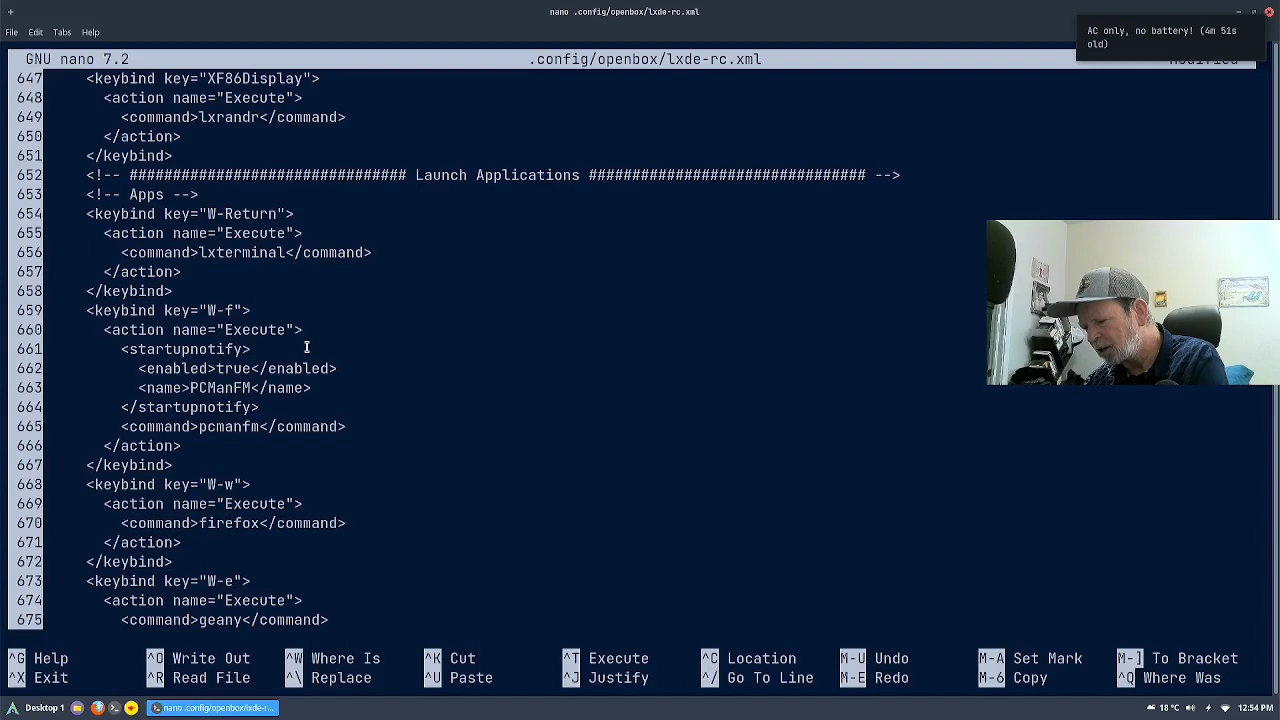 nano .config/openbox/lxde-rc.xml
File Edit Tabs Help
AC only, no battery! (4m 51s
old)
GNU nano 7.2 .config/openbox/lxde-rc.xml Modified
647 <keybind key="XF86Display">
648 <action name="Execute">
649 <command>lxrandr</command>
650 </action>
651 </keybind>
652 <!-- ################################ Launch Applications ################################ -->
653 <!-- Apps -->
654 <keybind key="W-Return">
655 <action name="Execute">
656 <command>lxterminal</command>
657 </action>
658 </keybind>
659 <keybind key="W-f">
660 <action name="Execute">
661 <startupnotify>
662 <enabled>true</enabled>
663 <name>PCManFM</name>
664 </startupnotify>
665 <command>pcmanfm</command>
666 </action>
667 </keybind>
668 <keybind key="W-w">
669 <action name="Execute">
670 <command>firefox</command>
671 </action>
672 </keybind>
673 <keybind key="W-e">
674 <action name="Execute">
675 <command>geany</command>
^G Help ^O Write Out ^W Where Is ^K Cut ^T Execute ^C Location M-U Undo M-A Set Mark M-] To Bracket
^X Exit ^R Read File ^\ Replace ^U Paste ^J Justify ^/ Go To Line M-E Redo M-6 Copy ^Q Where Was
Desktop 1 nano .config/openbox/lxde-r... 18 °C 12:54 PM